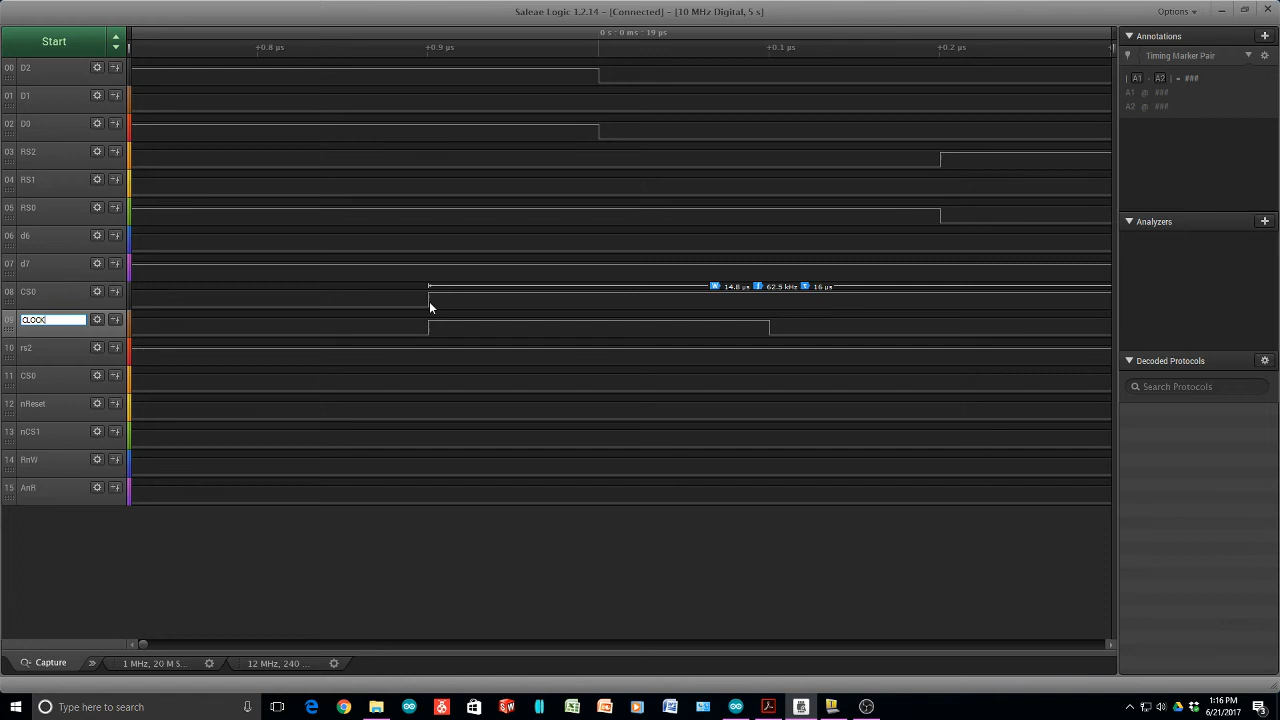 Saleae Logic 1.2.14 - [Connected] - [10 MHz Digital, 5 s]
Options
Start
0 s : 0 ms : 19 µs
+0.8 µs
+0.9 µs
+0.1 µs
+0.2 µs
00 D2
01 D1
02 D0
03 RS2
04 RS1
05 RS0
06 d6
07 d7
08 CS0
W 14.8 µs f 62.5 kHz T 16 µs
09 CLOCK
10 rs2
11 CS0
12 nReset
13 nCS1
14 RnW
15 AnR
Annotations
Timing Marker Pair
| A1 - A2 | = ###
A1 @ ###
A2 @ ###
Analyzers
Decoded Protocols
Search Protocols
Capture
1 MHz, 20 M S...
12 MHz, 240 ...
Type here to search
1:16 PM
6/21/2017